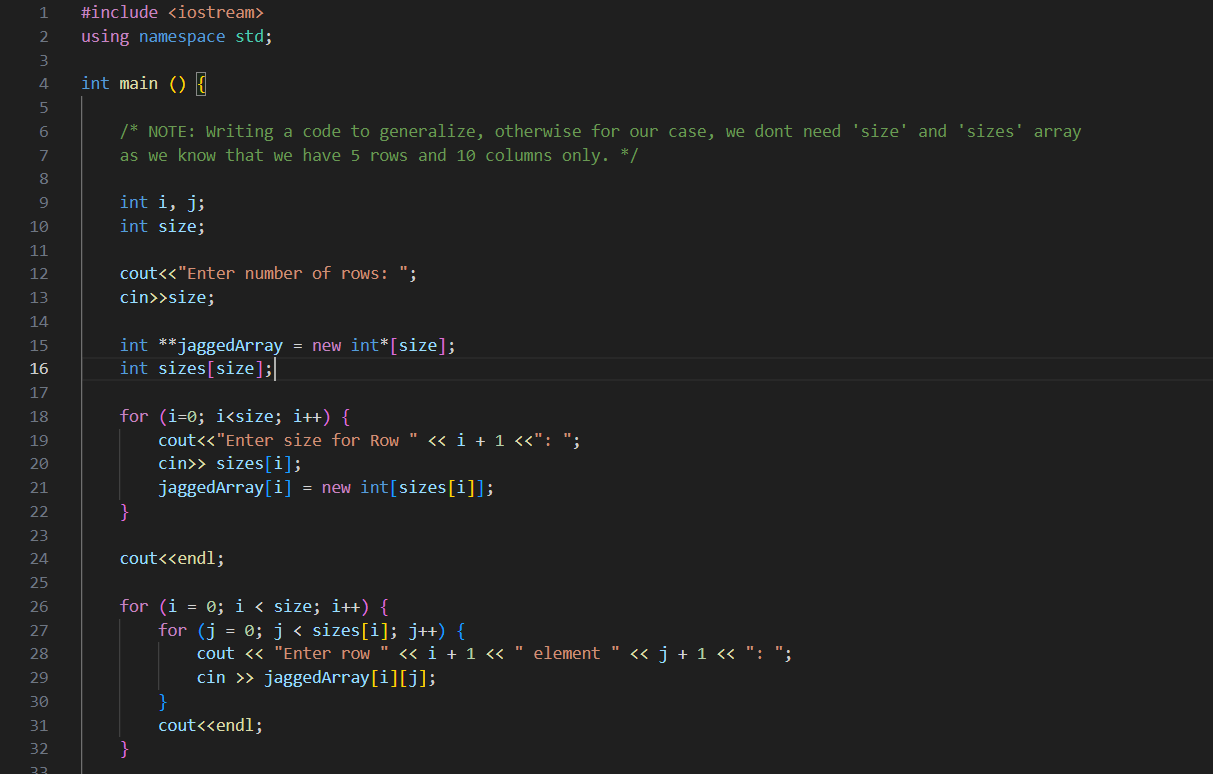 1 #include <iostream>
2 using namespace std;
3
4 int main () {
5
6 /* NOTE: Writing a code to generalize, otherwise for our case, we dont need 'size' and 'sizes' array
7 as we know that we have 5 rows and 10 columns only. */
8
9 int i, j;
10 int size;
11
12 cout<<"Enter number of rows: ";
13 cin>>size;
14
15 int **jaggedArray = new int*[size];
16 int sizes[size];
17
18 for (i=0; i<size; i++) {
19 cout<<"Enter size for Row " << i + 1 <<": ";
20 cin>> sizes[i];
21 jaggedArray[i] = new int[sizes[i]];
22 }
23
24 cout<<endl;
25
26 for (i = 0; i < size; i++) {
27 for (j = 0; j < sizes[i]; j++) {
28 cout << "Enter row " << i + 1 << " element " << j + 1 << ": ";
29 cin >> jaggedArray[i][j];
30 }
31 cout<<endl;
32 }
33